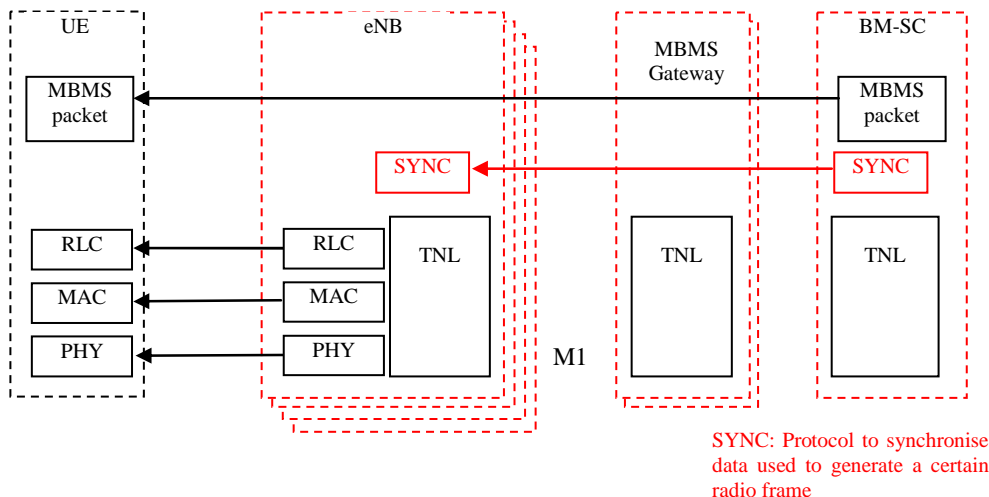 UE
eNB
MBMS
Gateway
BM-SC
MBMS
packet
MBMS
packet
SYNC
SYNC
RLC
RLC
TNL
TNL
TNL
MAC
MAC
PHY
PHY
M1
SYNC: Protocol to synchronise
data used to generate a certain
radio frame